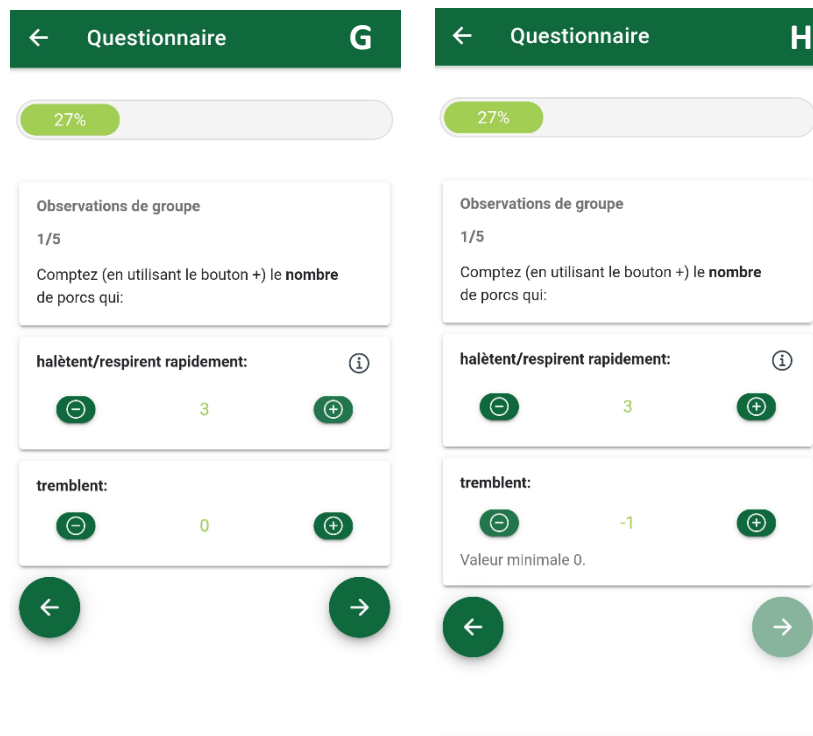 Questionnaire G
27%
Observations de groupe
1/5
Comptez (en utilisant le bouton +) le nombre
de porcs qui:
halètent/respirent rapidement:
3
tremblent:
0
Questionnaire H
27%
Observations de groupe
1/5
Comptez (en utilisant le bouton +) le nombre
de porcs qui:
halètent/respirent rapidement:
3
tremblent:
-1
Valeur minimale 0.